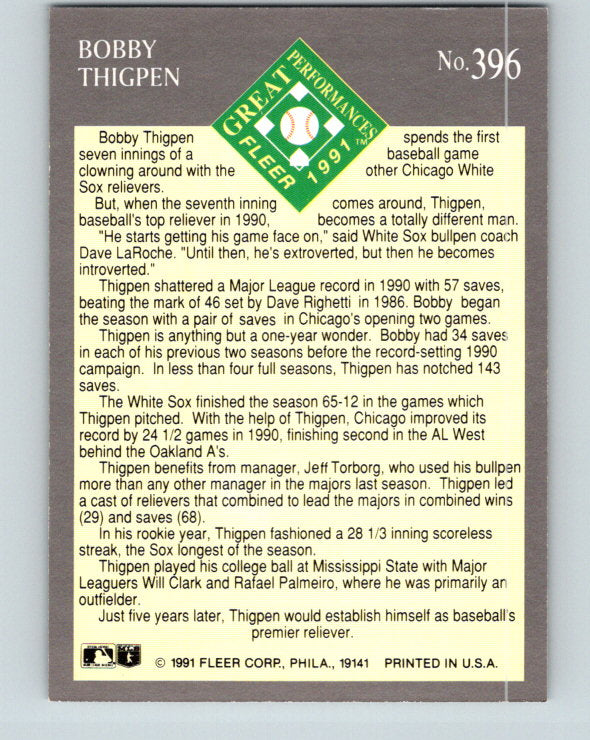 BOBBY
THIGPEN
No. 396
GREAT PERFORMANCES
FLEER 1991 TM
Bobby Thigpen spends the first
seven innings of a baseball game
clowning around with the other Chicago White
Sox relievers.
But, when the seventh inning comes around, Thigpen,
baseball's top reliever in 1990, becomes a totally different man.
"He starts getting his game face on," said White Sox bullpen coach
Dave LaRoche. "Until then, he's extroverted, but then he becomes
introverted."
Thigpen shattered a Major League record in 1990 with 57 saves,
beating the mark of 46 set by Dave Righetti in 1986. Bobby began
the season with a pair of saves in Chicago's opening two games.
Thigpen is anything but a one-year wonder. Bobby had 34 saves
in each of his previous two seasons before the record-setting 1990
campaign. In less than four full seasons, Thigpen has notched 143
saves.
The White Sox finished the season 65-12 in the games which
Thigpen pitched. With the help of Thigpen, Chicago improved its
record by 24 1/2 games in 1990, finishing second in the AL West
behind the Oakland A's.
Thigpen benefits from manager, Jeff Torborg, who used his bullpen
more than any other manager in the majors last season. Thigpen led
a cast of relievers that combined to lead the majors in combined wins
(29) and saves (68).
In his rookie year, Thigpen fashioned a 28 1/3 inning scoreless
streak, the Sox longest of the season.
Thigpen played his college ball at Mississippi State with Major
Leaguers Will Clark and Rafael Palmeiro, where he was primarily an
outfielder.
Just five years later, Thigpen would establish himself as baseball's
premier reliever.
© 1991 FLEER CORP., PHILA., 19141 PRINTED IN U.S.A.